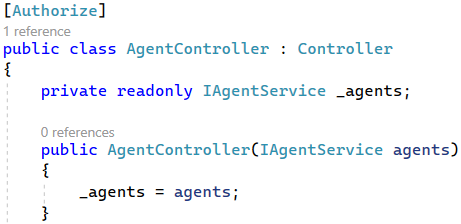 [Authorize]
1 reference
public class AgentController : Controller
{
private readonly IAgentService _agents;
0 references
public AgentController(IAgentService agents)
{
_agents = agents;
}